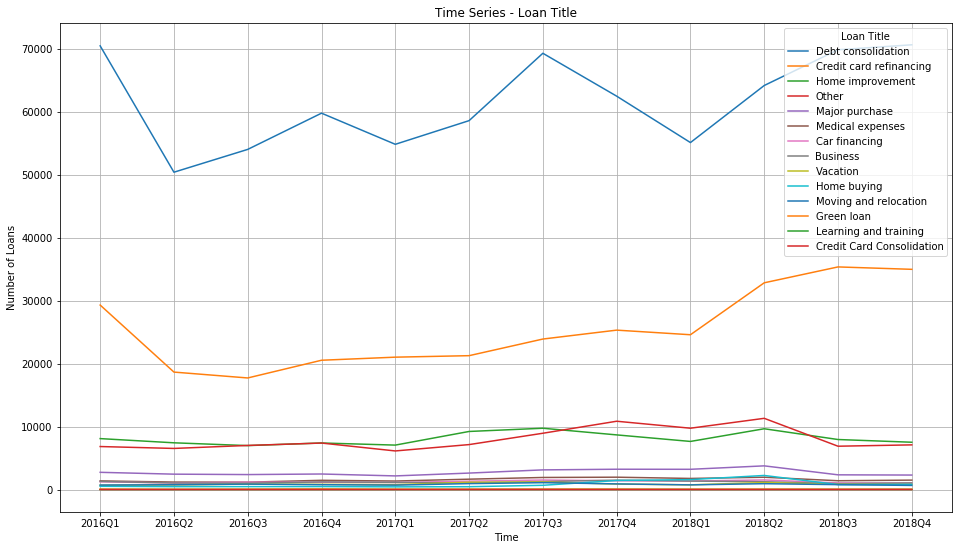 Time Series - Loan Title
Number of Loans
70000
60000
50000
40000
30000
20000
10000
0
Loan Title
Debt consolidation
Credit card refinancing
Home improvement
Other
Major purchase
Medical expenses
Car financing
Business
Vacation
Home buying
Moving and relocation
Green loan
Learning and training
Credit Card Consolidation
2016Q1 2016Q2 2016Q3 2016Q4 2017Q1 2017Q2 2017Q3 2017Q4 2018Q1 2018Q2 2018Q3 2018Q4
Time